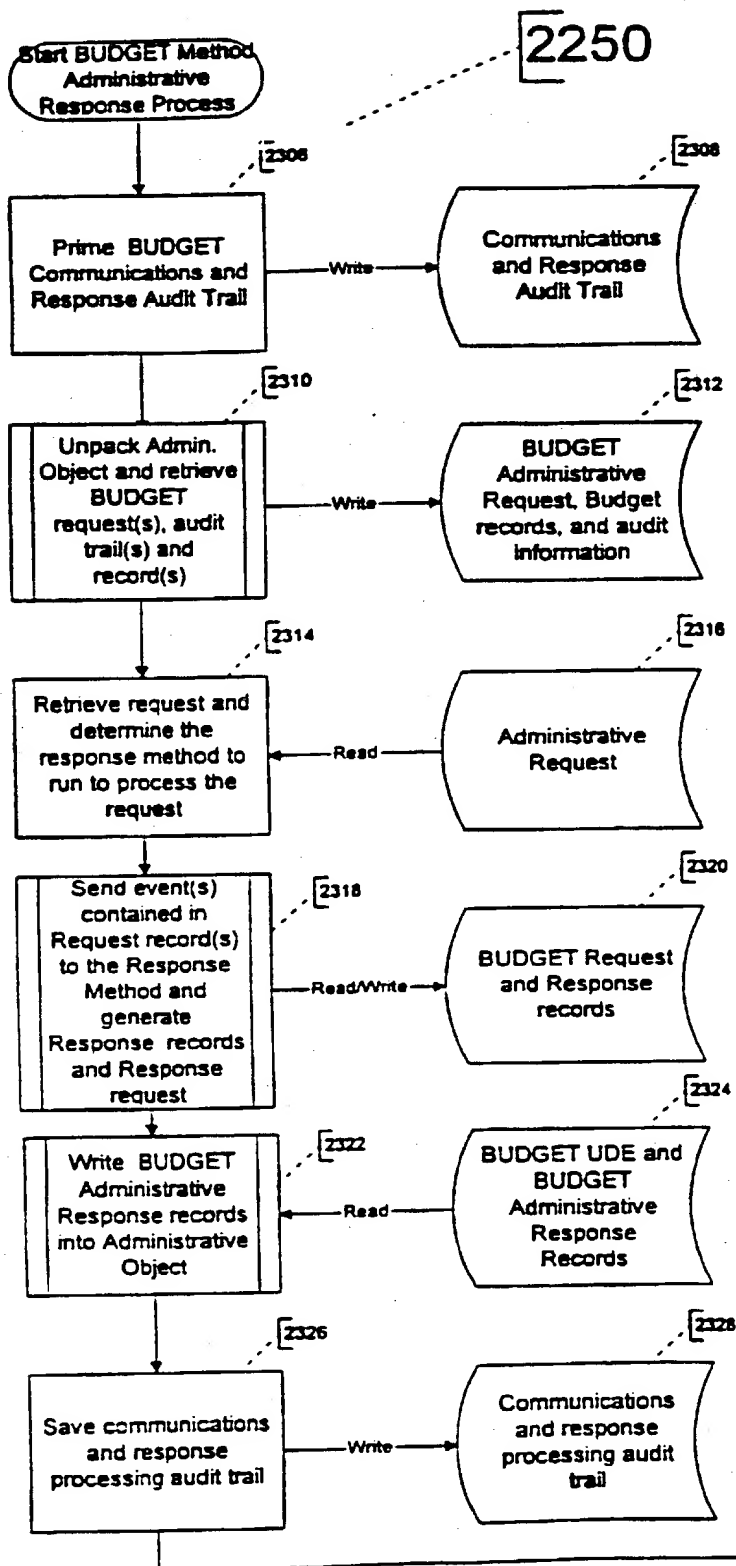 Start BUDGET Method
Administrative
Response Process
2250
2306
Prime BUDGET
Communications and
Response Audit Trail
Write
2308
Communications
and Response
Audit Trail
2310
Unpack Admin.
Object and retrieve
BUDGET
request(s), audit
trail(s) and
record(s)
Write
2312
BUDGET
Administrative
Request, Budget
records, and audit
information
2314
Retrieve request and
determine the
response method to
run to process the
request
Read
2316
Administrative
Request
2318
Send event(s)
contained in
Request record(s)
to the Response
Method and
generate
Response records
and Response
request
Read/Write
2320
BUDGET Request
and Response
records
2322
Write BUDGET
Administrative
Response records
into Administrative
Object
Read
2324
BUDGET UDE and
BUDGET
Administrative
Response
Records
2326
Save communications
and response
processing audit trail
Write
2328
Communications
and response
processing audit
trail